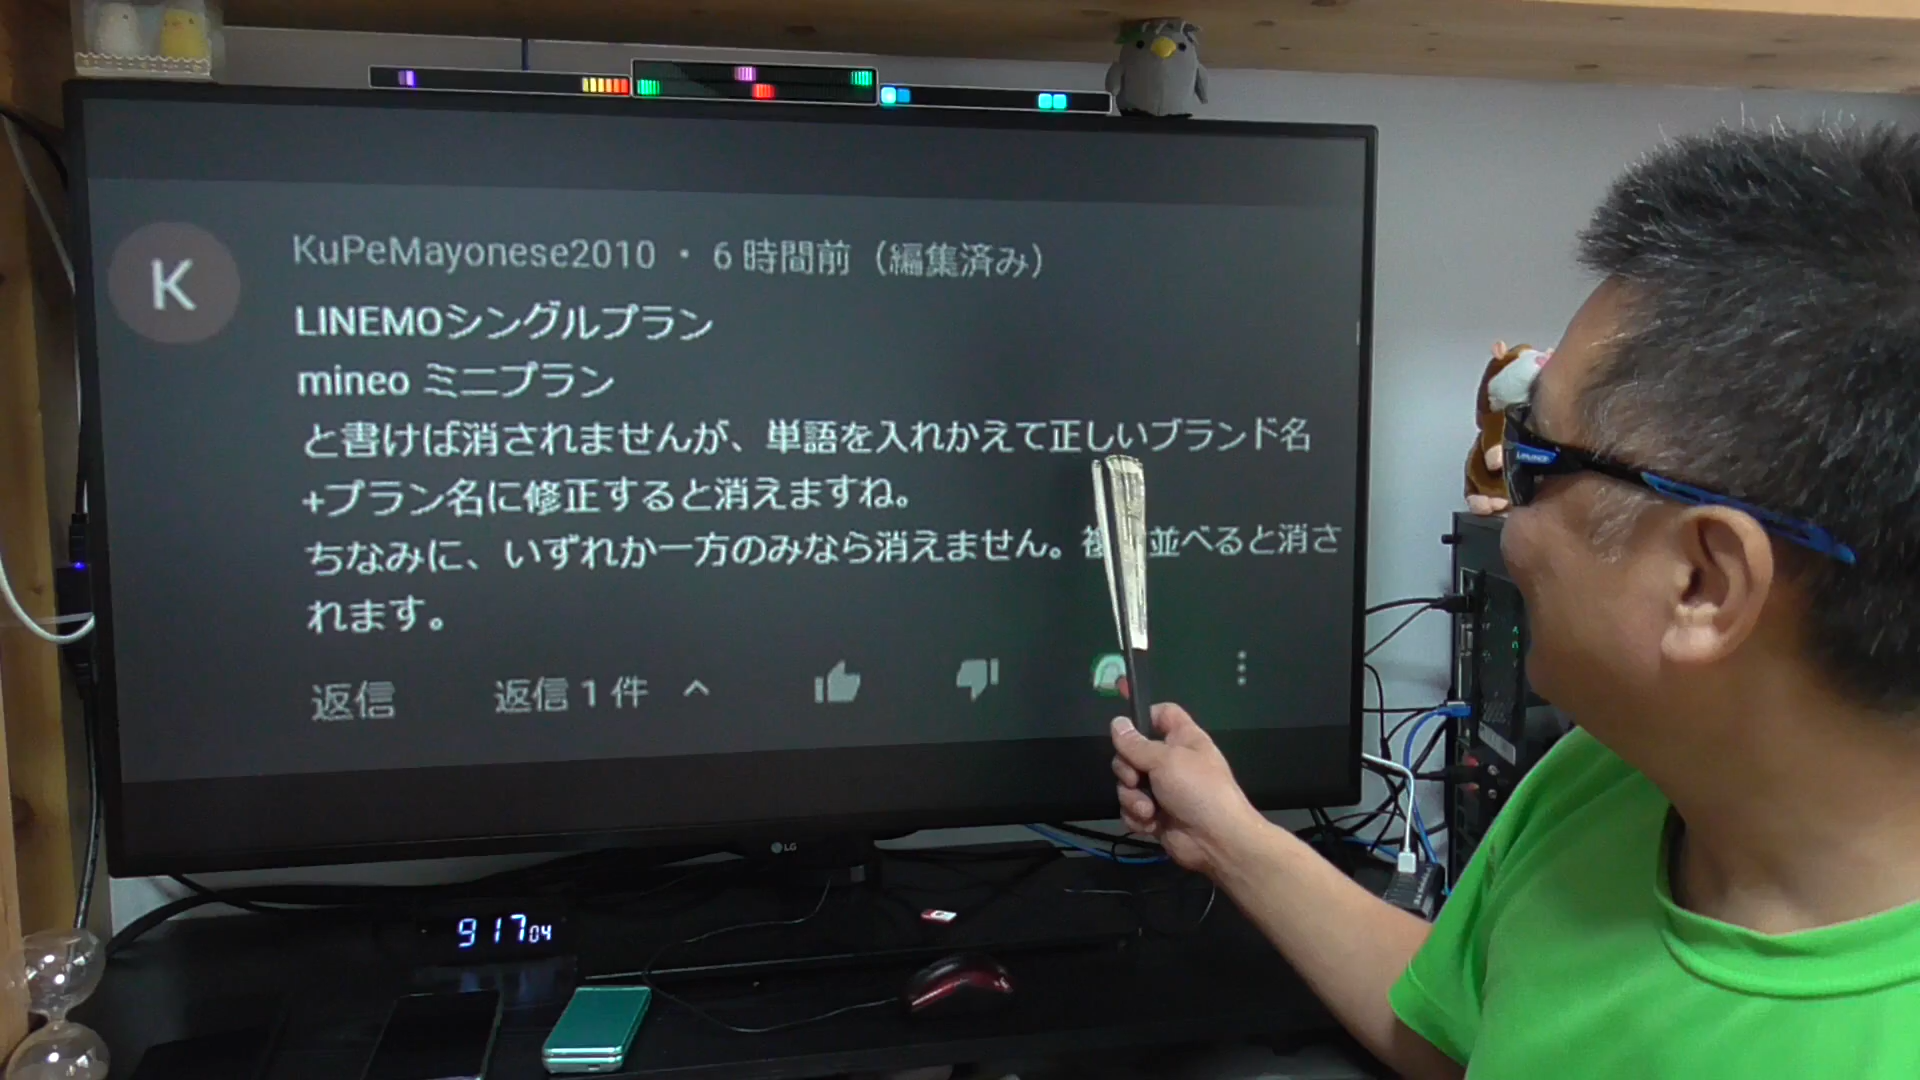 K
KuPeMayonese2010 • 6 時間前（編集済み）
LINEMOシングルプラン
mineo ミニプラン
と書けば消されませんが、単語を入れかえて正しいブランド名
+プラン名に修正すると消えますね。
ちなみに、いずれか一方のみなら消えません。複 並べると消さ
れます。
返信
返信 1 件
LG
9 17 04